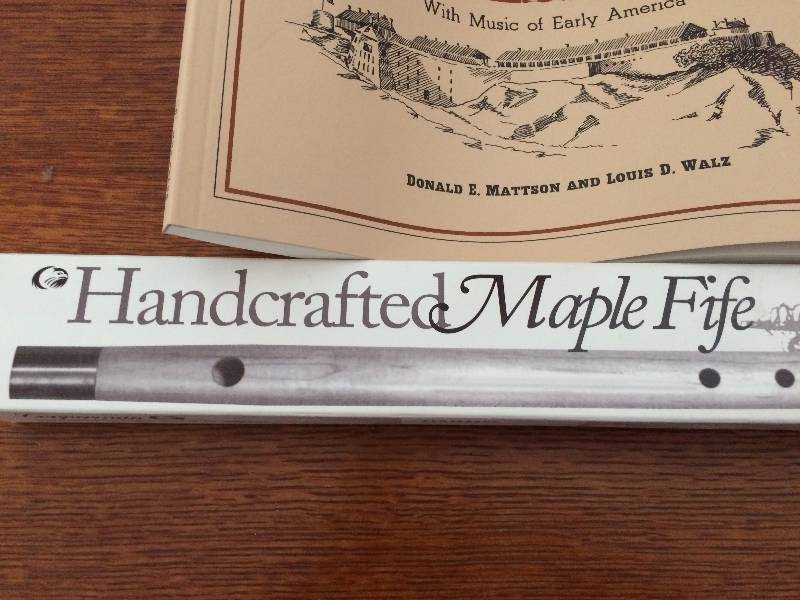 With Music of Early America
DONALD E. MATTSON AND LOUIS D. WALZ
Handcrafted Maple Fife